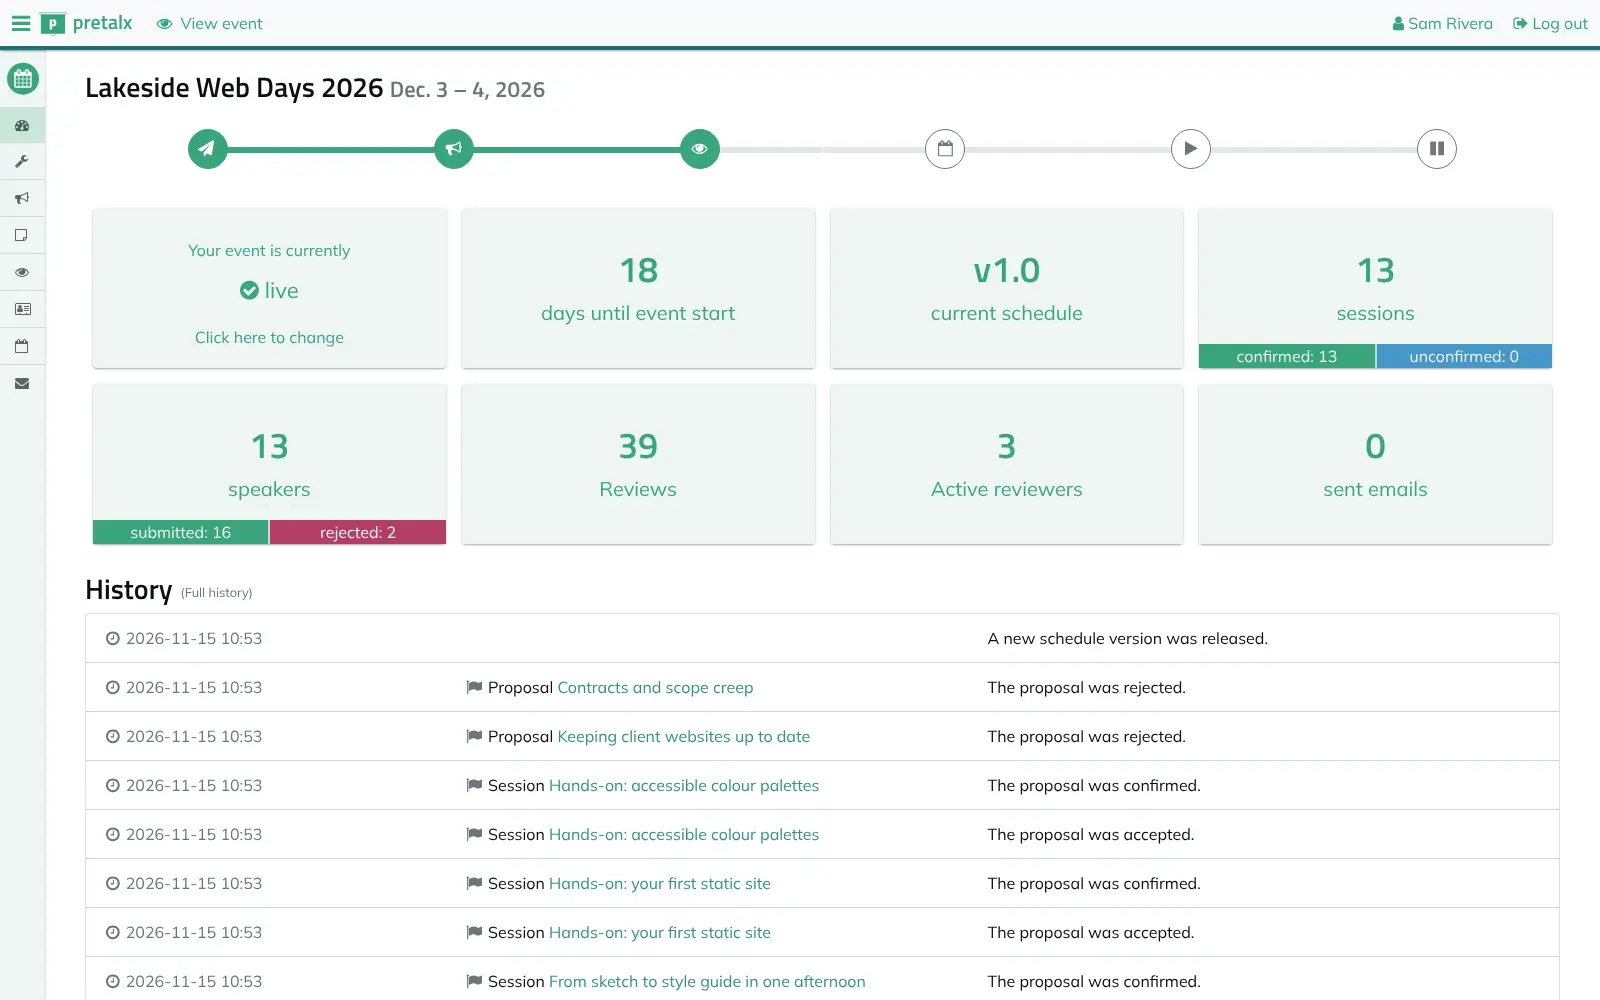 pretalx View event Sam Rivera Log out
Lakeside Web Days 2026 Dec. 3 – 4, 2026
Your event is currently
live
Click here to change
18
days until event start
v1.0
current schedule
13
sessions
confirmed: 13 unconfirmed: 0
13
speakers
submitted: 16 rejected: 2
39
Reviews
3
Active reviewers
0
sent emails
History (Full history)
2026-11-15 10:53 A new schedule version was released.
2026-11-15 10:53 Proposal Contracts and scope creep The proposal was rejected.
2026-11-15 10:53 Proposal Keeping client websites up to date The proposal was rejected.
2026-11-15 10:53 Session Hands-on: accessible colour palettes The proposal was confirmed.
2026-11-15 10:53 Session Hands-on: accessible colour palettes The proposal was accepted.
2026-11-15 10:53 Session Hands-on: your first static site The proposal was confirmed.
2026-11-15 10:53 Session Hands-on: your first static site The proposal was accepted.
2026-11-15 10:53 Session From sketch to style guide in one afternoon The proposal was confirmed.